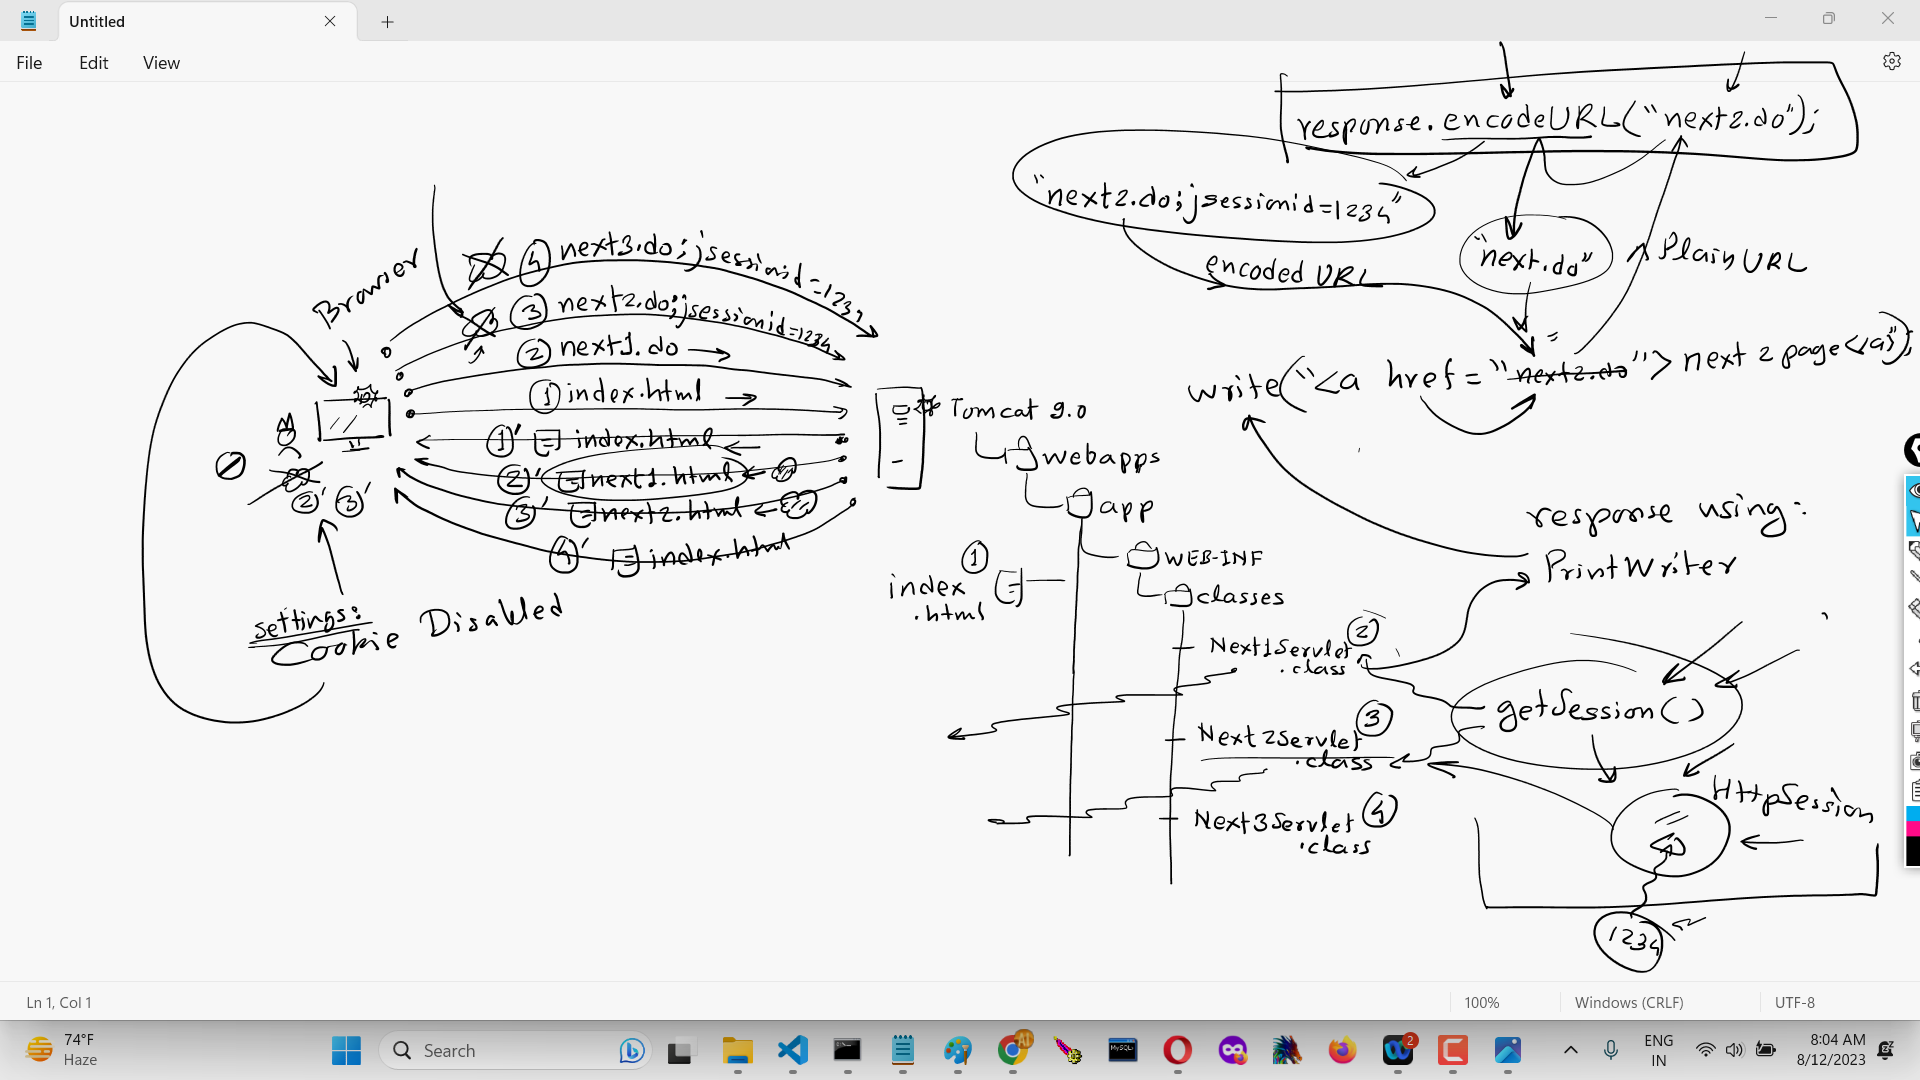 Untitled
File Edit View
response.encodeURL("next2.do");
"next2.do;jsessionid=1234"
"next.do"
Plain URL
encoded URL
write("<a href="next2.do">next 2 page</a>");
Browser
4 next3.do;jsessionid=1234
3 next2.do;jsessionid=1234
2 next1.do
1 index.html
1' index.html
2' next1.html
3' next2.html
4' index.html
2' 3'
settings:
Cookie Disabled
Tomcat 9.0
webapps
app
WEB-INF
classes
1
index
.html
Next1Servlet 2
.class
Next2Servlet 3
.class
Next3Servlet 4
.class
response using:
PrintWriter
getSession()
HttpSession
1234
Ln 1, Col 1 100% Windows (CRLF) UTF-8
74°F
Haze
Search
MySQL
2
ENG
IN
8:04 AM
8/12/2023